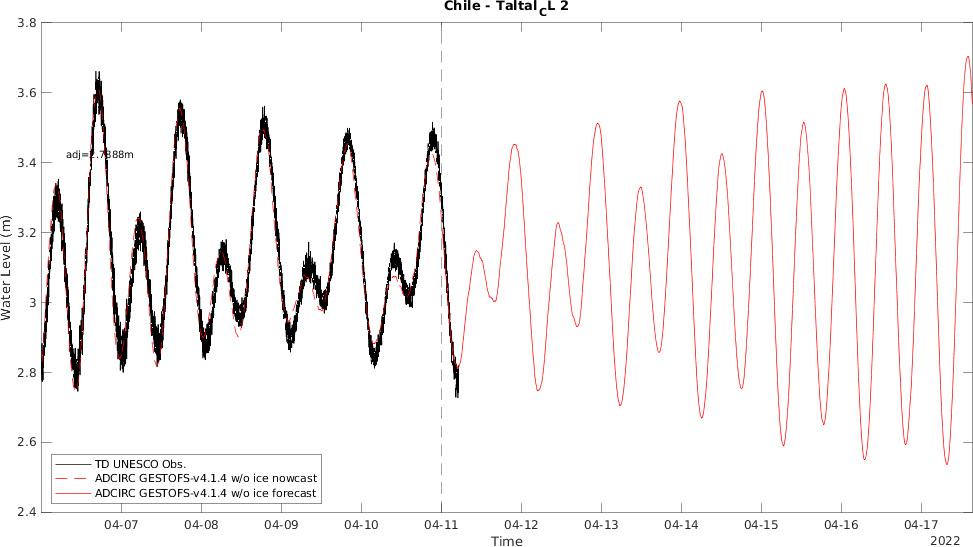 Chile - Taltal_CL 2
3.8
3.6
3.4
3.2
3
2.8
2.6
2.4
Water Level (m)
adj=2.7388m
TD UNESCO Obs.
ADCIRC GESTOFS-v4.1.4 w/o ice nowcast
ADCIRC GESTOFS-v4.1.4 w/o ice forecast
04-07 04-08 04-09 04-10 04-11 04-12 04-13 04-14 04-15 04-16 04-17
Time
2022